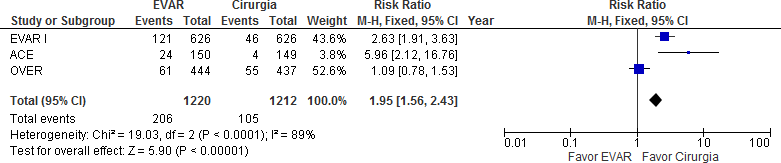 EVAR Cirurgia Risk Ratio Risk Ratio
Study or Subgroup Events Total Events Total Weight M-H, Fixed, 95% CI Year M-H, Fixed, 95% CI
EVAR I 121 626 46 626 43.6% 2.63 [1.91, 3.63]
ACE 24 150 4 149 3.8% 5.96 [2.12, 16.76]
OVER 61 444 55 437 52.6% 1.09 [0.78, 1.53]
Total (95% CI) 1220 1212 100.0% 1.95 [1.56, 2.43]
Total events 206 105
Heterogeneity: Chi² = 19.03, df = 2 (P < 0.0001); I² = 89%
Test for overall effect: Z = 5.90 (P < 0.00001)
0.01 0.1 1 10 100
Favor EVAR Favor Cirurgia